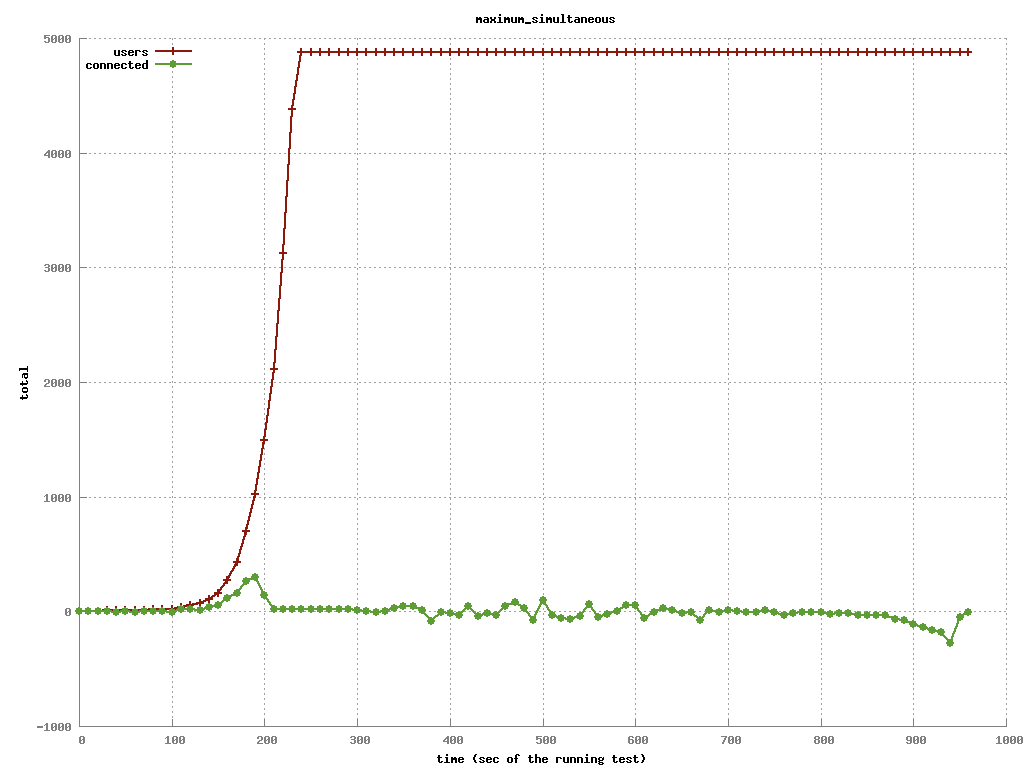 maximum_simultaneous
users
connected
5000
4000
3000
2000
1000
0
-1000
total
0 100 200 300 400 500 600 700 800 900 1000
time (sec of the running test)